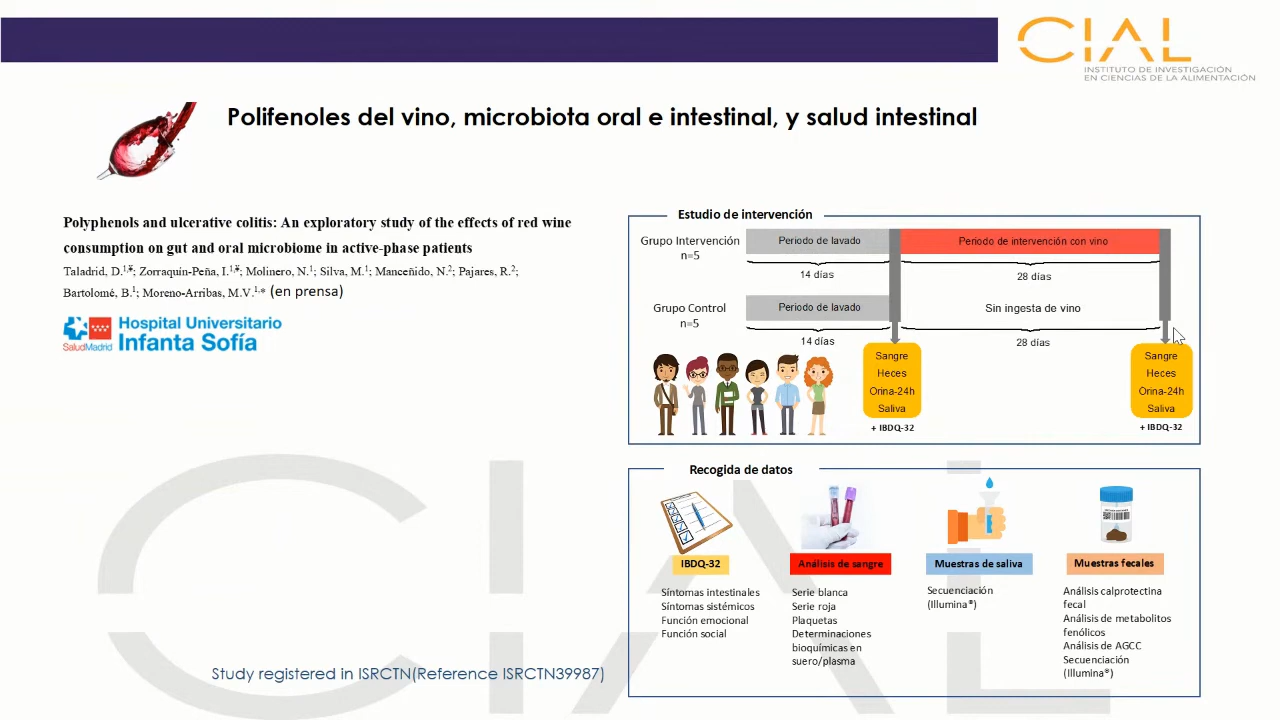 CIAL
INSTITUTO DE INVESTIGACIÓN
EN CIENCIAS DE LA ALIMENTACIÓN
Polifenoles del vino, microbiota oral e intestinal, y salud intestinal
Polyphenols and ulcerative colitis: An exploratory study of the effects of red wine
consumption on gut and oral microbiome in active-phase patients
Taladrid, D.1,¥; Zorraquín-Peña, I.1,¥; Molinero, N.1; Silva, M.1; Manceñido, N.2; Pajares, R.2;
Bartolomé, B.1; Moreno-Arribas, M.V.1,* (en prensa)
SaludMadrid
Hospital Universitario
Infanta Sofía
Study registered in ISRCTN(Reference ISRCTN39987)
Estudio de intervención
Grupo Intervención
n=5
Periodo de lavado
Periodo de intervención con vino
14 días
28 días
Grupo Control
n=5
Periodo de lavado
Sin ingesta de vino
14 días
28 días
Sangre
Heces
Orina-24h
Saliva
+ IBDQ-32
Sangre
Heces
Orina-24h
Saliva
+ IBDQ-32
Recogida de datos
IBDQ-32
Síntomas intestinales
Síntomas sistémicos
Función emocional
Función social
Análisis de sangre
Serie blanca
Serie roja
Plaquetas
Determinaciones
bioquímicas en
suero/plasma
Muestras de saliva
Secuenciación
(Illumina®)
Muestras fecales
Análisis calprotectina
fecal
Análisis de metabolitos
fenólicos
Análisis de AGCC
Secuenciación
(Illumina®)
CIAL